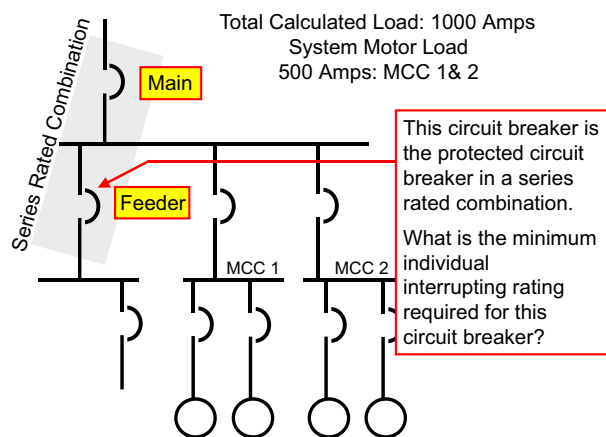 Total Calculated Load: 1000 Amps
System Motor Load
500 Amps: MCC 1& 2
Series Rated Combination
Main
Feeder
This circuit breaker is
the protected circuit
breaker in a series
rated combination.
What is the minimum
individual
interrupting rating
required for this
circuit breaker?
MCC 1
MCC 2